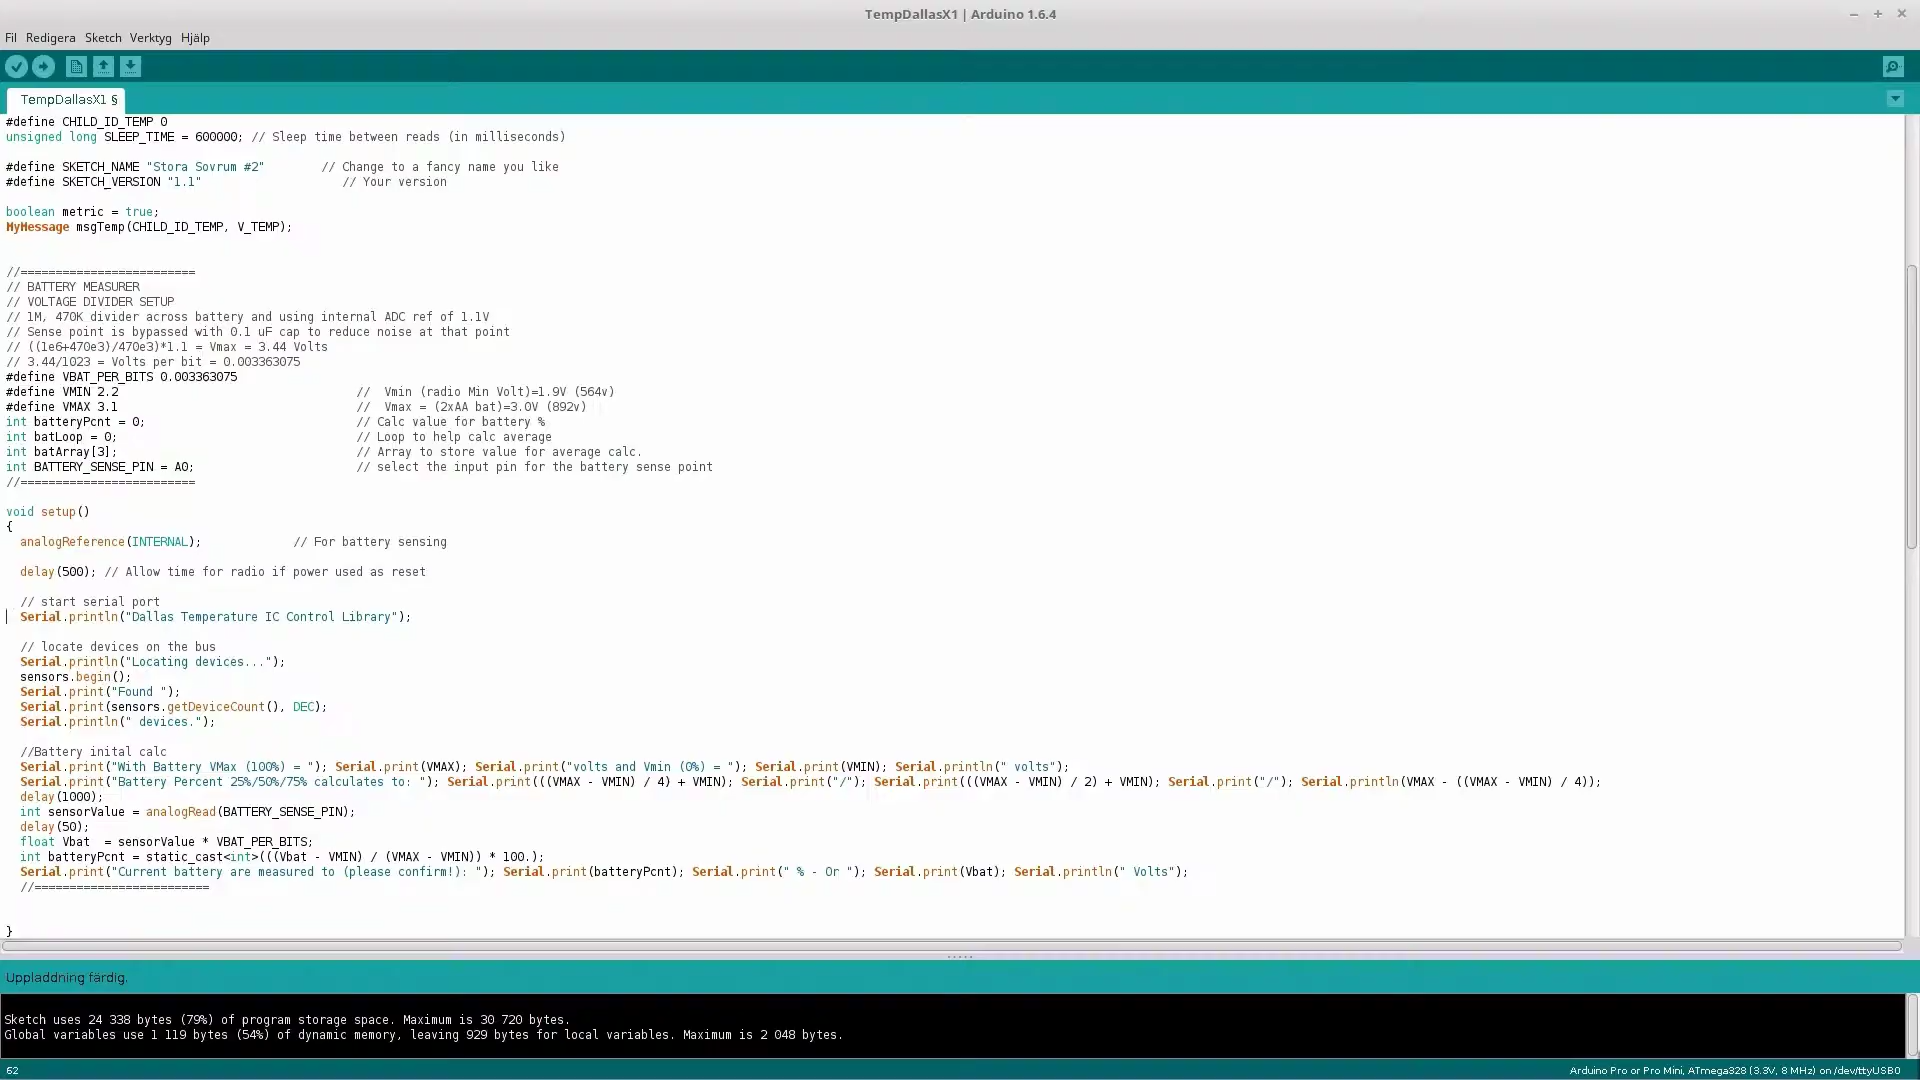 TempDallasX1 | Arduino 1.6.4
Fil Redigera Sketch Verktyg Hjälp
TempDallasX1 §
#define CHILD_ID_TEMP 0
unsigned long SLEEP_TIME = 600000; // Sleep time between reads (in milliseconds)
#define SKETCH_NAME "Stora Sovrum #2"        // Change to a fancy name you like
#define SKETCH_VERSION "1.1"                    // Your version
boolean metric = true;
MyMessage msgTemp(CHILD_ID_TEMP, V_TEMP);
//=========================
// BATTERY MEASURER
// VOLTAGE DIVIDER SETUP
// 1M, 470K divider across battery and using internal ADC ref of 1.1V
// Sense point is bypassed with 0.1 uF cap to reduce noise at that point
// ((1e6+470e3)/470e3)*1.1 = Vmax = 3.44 Volts
// 3.44/1023 = Volts per bit = 0.003363075
#define VBAT_PER_BITS 0.003363075
#define VMIN 2.2                                  //  Vmin (radio Min Volt)=1.9V (564v)
#define VMAX 3.1                                  //  Vmax = (2xAA bat)=3.0V (892v)
int batteryPcnt = 0;                              // Calc value for battery %
int batLoop = 0;                                  // Loop to help calc average
int batArray[3];                                  // Array to store value for average calc.
int BATTERY_SENSE_PIN = A0;                       // select the input pin for the battery sense point
//=========================
void setup()
{
  analogReference(INTERNAL);             // For battery sensing
  delay(500); // Allow time for radio if power used as reset
  // start serial port
  Serial.println("Dallas Temperature IC Control Library");
  // locate devices on the bus
  Serial.println("Locating devices...");
  sensors.begin();
  Serial.print("Found ");
  Serial.print(sensors.getDeviceCount(), DEC);
  Serial.println(" devices.");
  //Battery inital calc
  Serial.print("With Battery VMax (100%) = "); Serial.print(VMAX); Serial.print("volts and Vmin (0%) = "); Serial.print(VMIN); Serial.println(" volts");
  Serial.print("Battery Percent 25%/50%/75% calculates to: "); Serial.print(((VMAX - VMIN) / 4) + VMIN); Serial.print("/"); Serial.print(((VMAX - VMIN) / 2) + VMIN); Serial.print("/"); Serial.println(VMAX - ((VMAX - VMIN) / 4));
  delay(1000);
  int sensorValue = analogRead(BATTERY_SENSE_PIN);
  delay(50);
  float Vbat  = sensorValue * VBAT_PER_BITS;
  int batteryPcnt = static_cast<int>(((Vbat - VMIN) / (VMAX - VMIN)) * 100.);
  Serial.print("Current battery are measured to (please confirm!): "); Serial.print(batteryPcnt); Serial.print(" % - Or "); Serial.print(Vbat); Serial.println(" Volts");
  //=========================
}
Uppladdning färdig.
Sketch uses 24 338 bytes (79%) of program storage space. Maximum is 30 720 bytes.
Global variables use 1 119 bytes (54%) of dynamic memory, leaving 929 bytes for local variables. Maximum is 2 048 bytes.
52 Arduino Pro or Pro Mini, ATmega328 (3.3V, 8 MHz) on /dev/ttyUSB0